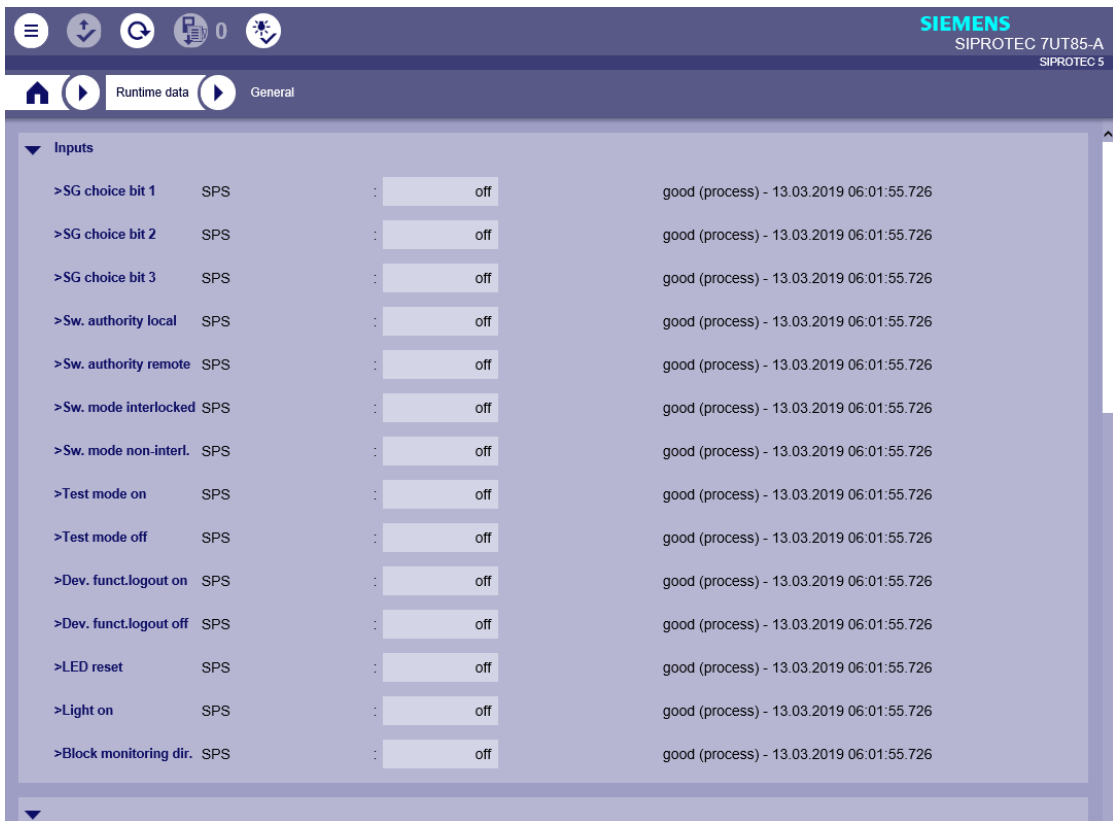 0
SIEMENS
SIPROTEC 7UT85-A
SIPROTEC 5
Runtime data General
Inputs
>SG choice bit 1 SPS : off good (process) - 13.03.2019 06:01:55.726
>SG choice bit 2 SPS : off good (process) - 13.03.2019 06:01:55.726
>SG choice bit 3 SPS : off good (process) - 13.03.2019 06:01:55.726
>Sw. authority local SPS : off good (process) - 13.03.2019 06:01:55.726
>Sw. authority remote SPS : off good (process) - 13.03.2019 06:01:55.726
>Sw. mode interlocked SPS : off good (process) - 13.03.2019 06:01:55.726
>Sw. mode non-interl. SPS : off good (process) - 13.03.2019 06:01:55.726
>Test mode on SPS : off good (process) - 13.03.2019 06:01:55.726
>Test mode off SPS : off good (process) - 13.03.2019 06:01:55.726
>Dev. funct.logout on SPS : off good (process) - 13.03.2019 06:01:55.726
>Dev. funct.logout off SPS : off good (process) - 13.03.2019 06:01:55.726
>LED reset SPS : off good (process) - 13.03.2019 06:01:55.726
>Light on SPS : off good (process) - 13.03.2019 06:01:55.726
>Block monitoring dir. SPS : off good (process) - 13.03.2019 06:01:55.726